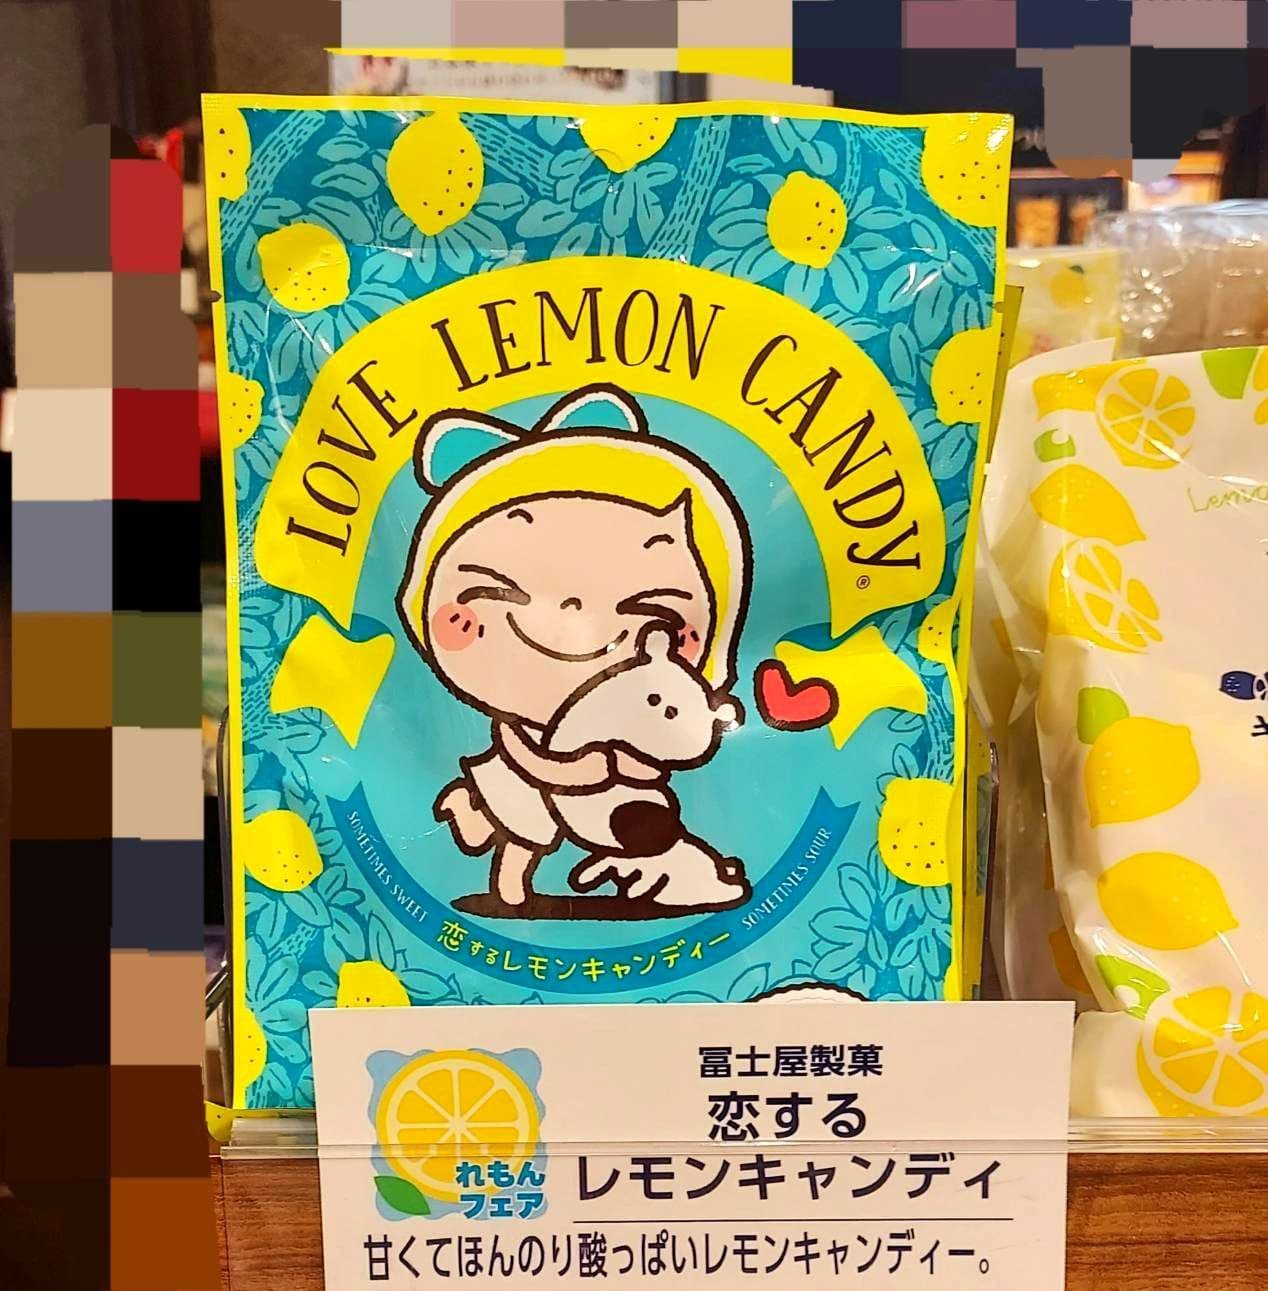 LOVE LEMON CANDY®
SOMETIMES SWEET
SOMETIMES SOUR
恋するレモンキャンディー
Lemo
冨士屋製菓
恋する
レモンキャンディ
れもん
フェア
甘くてほんのり酸っぱいレモンキャンディー。